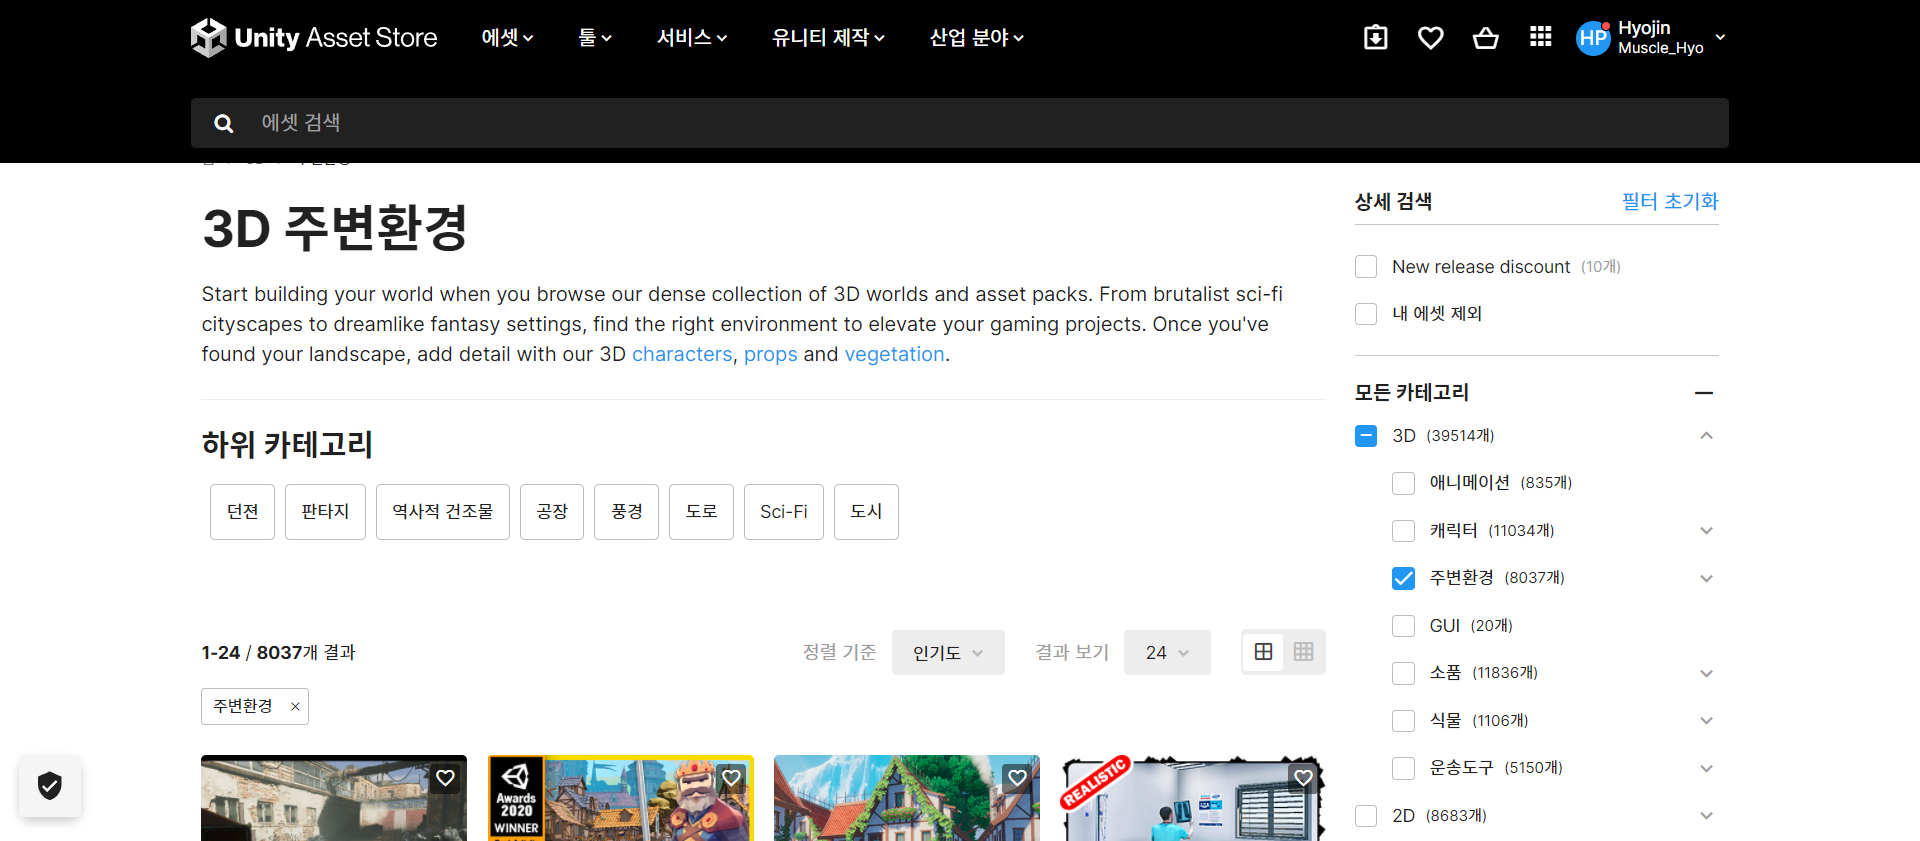 Unity Asset Store
에셋
툴
서비스
유니티 제작
산업 분야
HP
Hyojin
Muscle_Hyo
에셋 검색
3D 주변환경
Start building your world when you browse our dense collection of 3D worlds and asset packs. From brutalist sci-fi
cityscapes to dreamlike fantasy settings, find the right environment to elevate your gaming projects. Once you've
found your landscape, add detail with our 3D characters, props and vegetation.
하위 카테고리
던젼
판타지
역사적 건조물
공장
풍경
도로
Sci-Fi
도시
1-24 / 8037개 결과
정렬 기준
인기도
결과 보기
24
주변환경 ×
Awards
2020
WINNER
REALISTIC
상세 검색
필터 초기화
New release discount (10개)
내 에셋 제외
모든 카테고리
3D (39514개)
애니메이션 (835개)
캐릭터 (11034개)
주변환경 (8037개)
GUI (20개)
소품 (11836개)
식물 (1106개)
운송도구 (5150개)
2D (8683개)